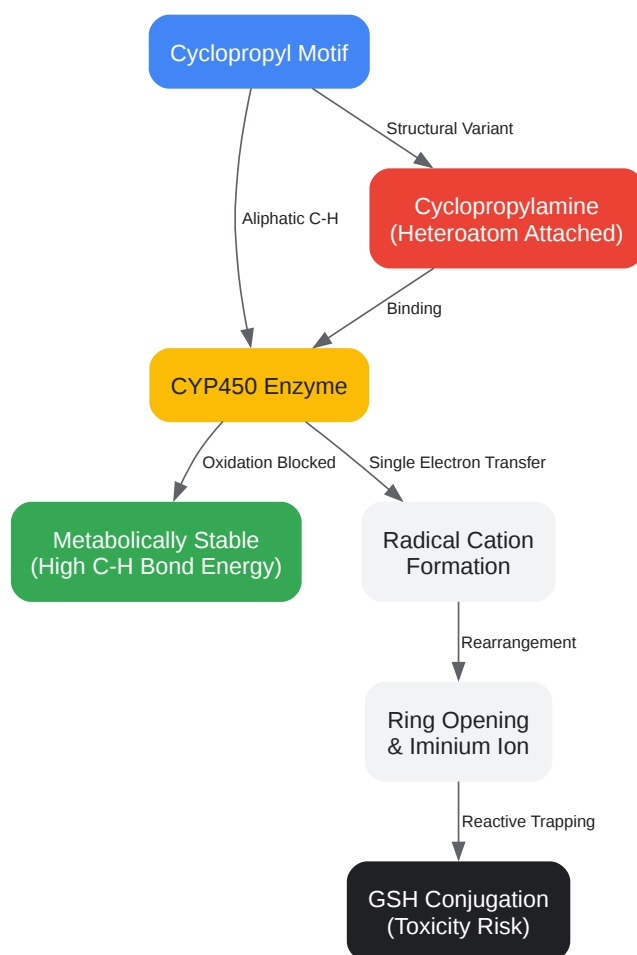 Cyclopropyl Motif
Structural Variant
Cyclopropylamine
(Heteroatom Attached)
Aliphatic C-H
Binding
CYP450 Enzyme
Oxidation Blocked
Single Electron Transfer
Metabolically Stable
(High C-H Bond Energy)
Radical Cation
Formation
Rearrangement
Ring Opening
& Iminium Ion
Reactive Trapping
GSH Conjugation
(Toxicity Risk)